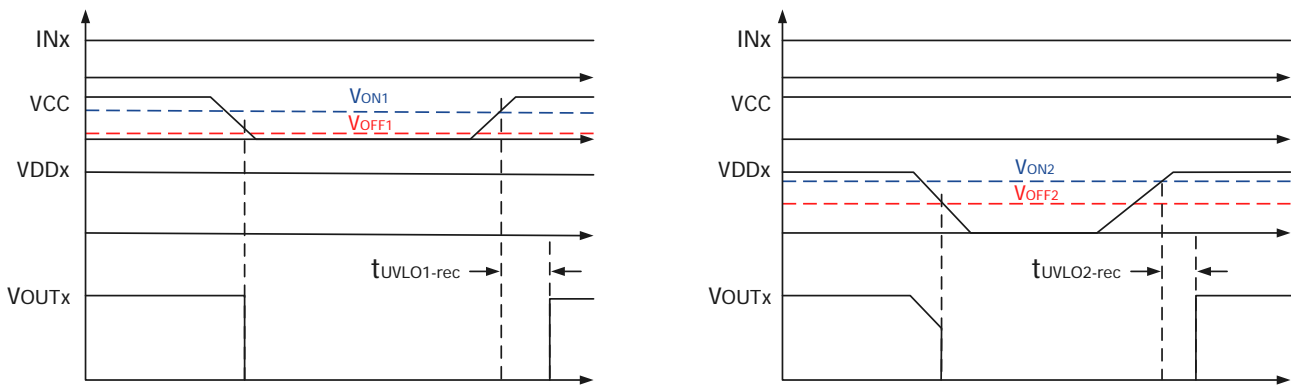 INx
VCC
VON1
VOFF1
VDDx
tUVLO1-rec
VOUTx
INx
VCC
VDDx
VON2
VOFF2
tUVLO2-rec
VOUTx